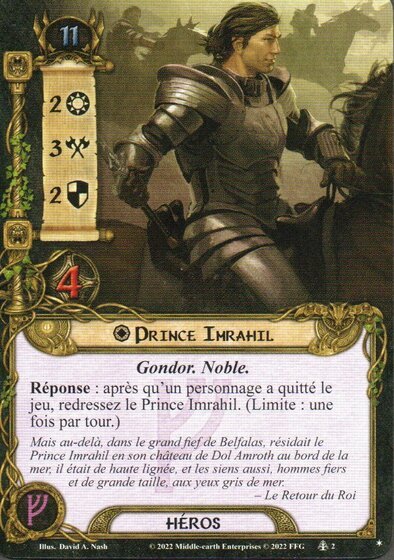 11
2
3
2
4
Prince Imrahil
Gondor. Noble.
Réponse : après qu'un personnage a quitté le
jeu, redressez le Prince Imrahil. (Limite : une
fois par tour.)
Mais au-delà, dans le grand fief de Belfalas, résidait le
Prince Imrahil en son château de Dol Amroth au bord de la
mer, il était de haute lignée, et les siens aussi, hommes fiers
et de grande taille, aux yeux gris de mer.
– Le Retour du Roi
HÉROS
Illus. David A. Nash © 2022 Middle-earth Enterprises © 2022 FFG 2